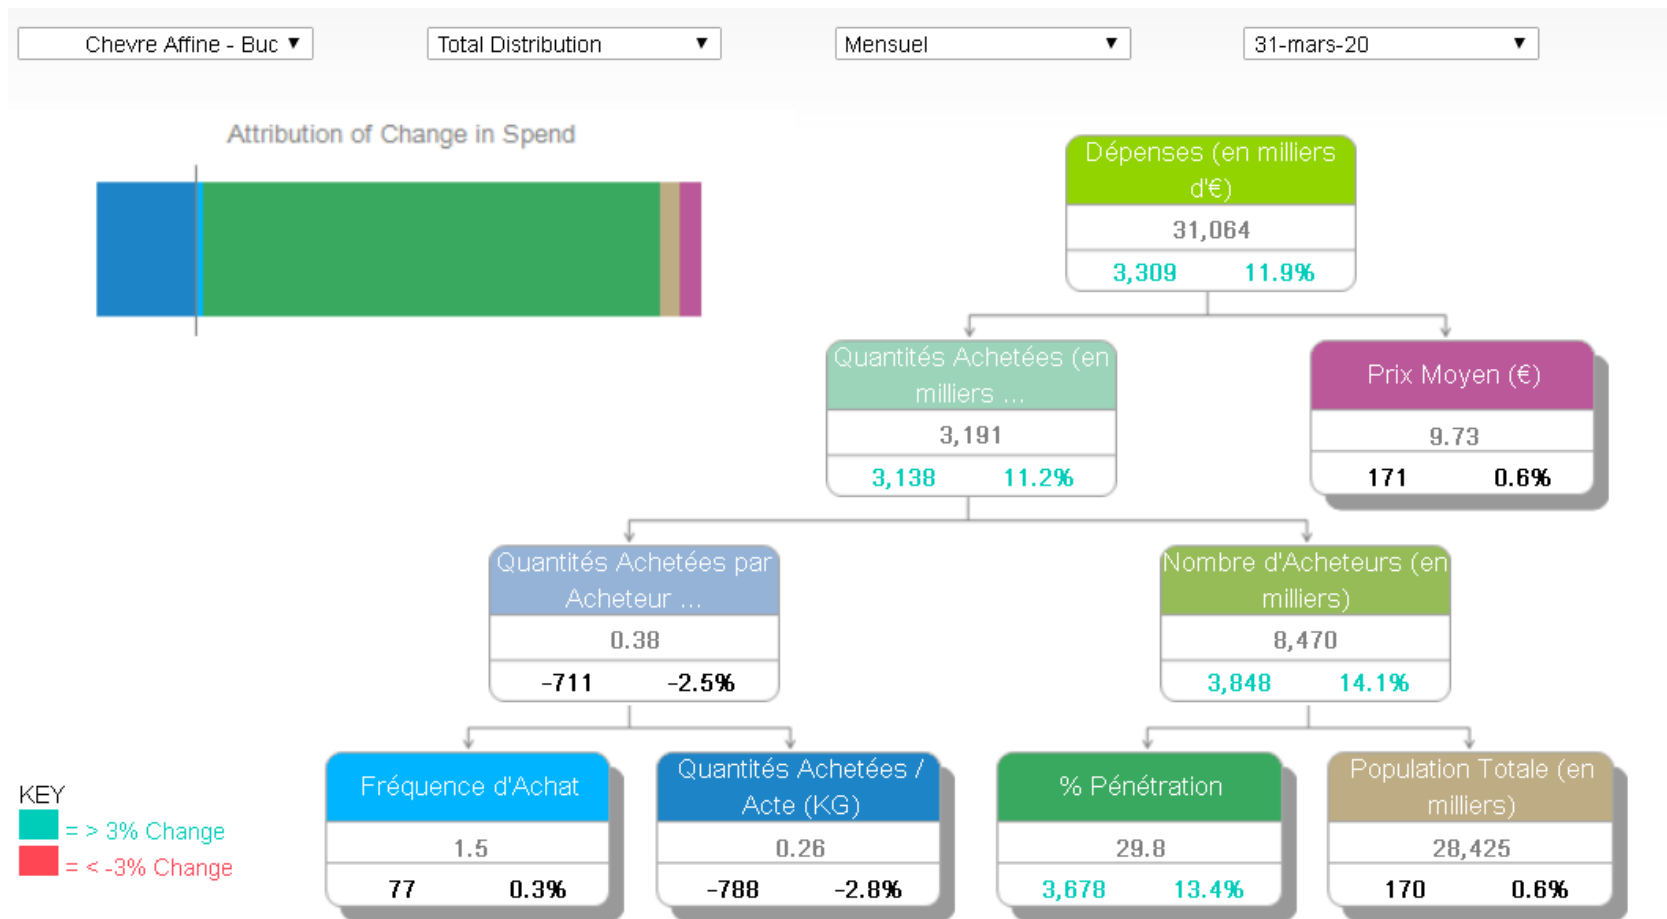 Chevre Affine - Buc
Total Distribution
Mensuel
31-mars-20
Attribution of Change in Spend
Dépenses (en milliers
d'€)
31,064
3,309 11.9%
Quantités Achetées (en
milliers ...
3,191
3,138 11.2%
Prix Moyen (€)
9.73
171 0.6%
Quantités Achetées par
Acheteur ...
0.38
-711 -2.5%
Nombre d'Acheteurs (en
milliers)
8,470
3,848 14.1%
Fréquence d'Achat
1.5
77 0.3%
Quantités Achetées /
Acte (KG)
0.26
-788 -2.8%
% Pénétration
29.8
3,678 13.4%
Population Totale (en
milliers)
28,425
170 0.6%
KEY
= > 3% Change
= < -3% Change